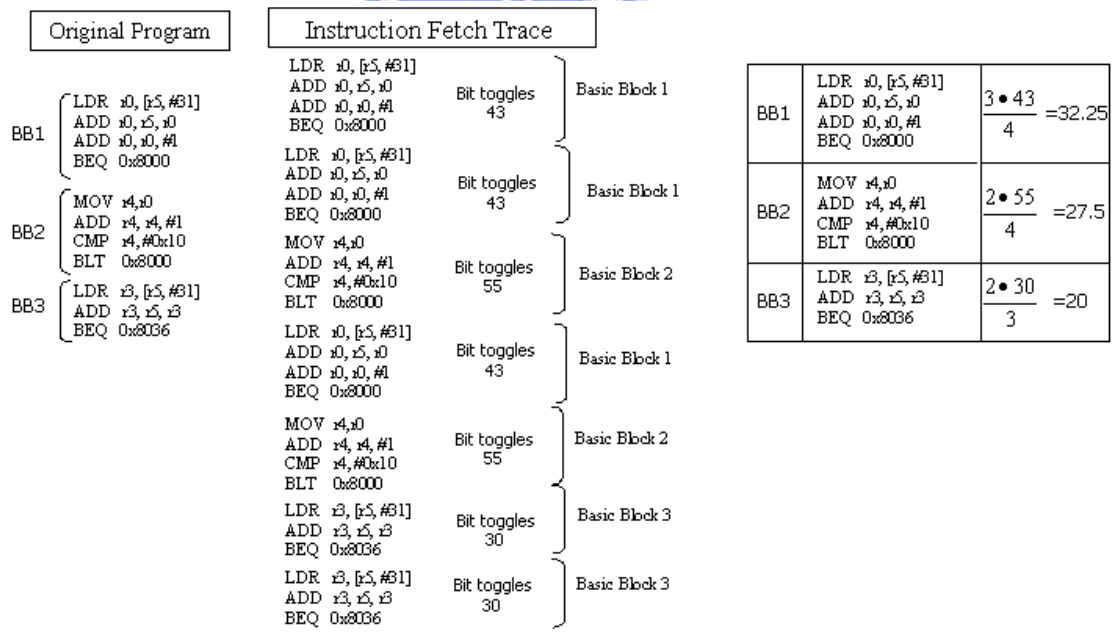 Original Program
BB1
LDR r0, [r5, #31]
ADD r0, r5, r0
ADD r0, r0, #1
BEQ 0x8000
BB2
MOV r4,r0
ADD r4, r4, #1
CMP r4,#0x10
BLT 0x8000
BB3
LDR r3, [r5, #31]
ADD r3, r5, r3
BEQ 0x8036
Instruction Fetch Trace
LDR r0, [r5, #31]
ADD r0, r5, r0
ADD r0, r0, #1
BEQ 0x8000
Bit toggles
43
Basic Block 1
LDR r0, [r5, #31]
ADD r0, r5, r0
ADD r0, r0, #1
BEQ 0x8000
Bit toggles
43
Basic Block 1
MOV r4,r0
ADD r4, r4, #1
CMP r4,#0x10
BLT 0x8000
Bit toggles
55
Basic Block 2
LDR r0, [r5, #31]
ADD r0, r5, r0
ADD r0, r0, #1
BEQ 0x8000
Bit toggles
43
Basic Block 1
MOV r4,r0
ADD r4, r4, #1
CMP r4,#0x10
BLT 0x8000
Bit toggles
55
Basic Block 2
LDR r3, [r5, #31]
ADD r3, r5, r3
BEQ 0x8036
Bit toggles
30
Basic Block 3
LDR r3, [r5, #31]
ADD r3, r5, r3
BEQ 0x8036
Bit toggles
30
Basic Block 3
BB1
LDR r0, [r5, #31]
ADD r0, r5, r0
ADD r0, r0, #1
BEQ 0x8000
3 • 43
4
=32.25
BB2
MOV r4,r0
ADD r4, r4, #1
CMP r4,#0x10
BLT 0x8000
2 • 55
4
=27.5
BB3
LDR r3, [r5, #31]
ADD r3, r5, r3
BEQ 0x8036
2 • 30
3
=20